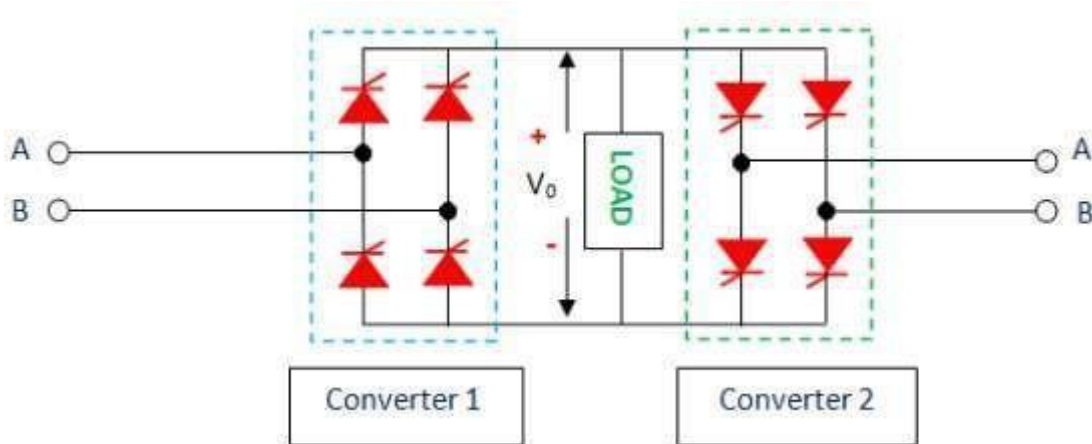 A
B
+
V₀
-
LOAD
A
B
Converter 1
Converter 2